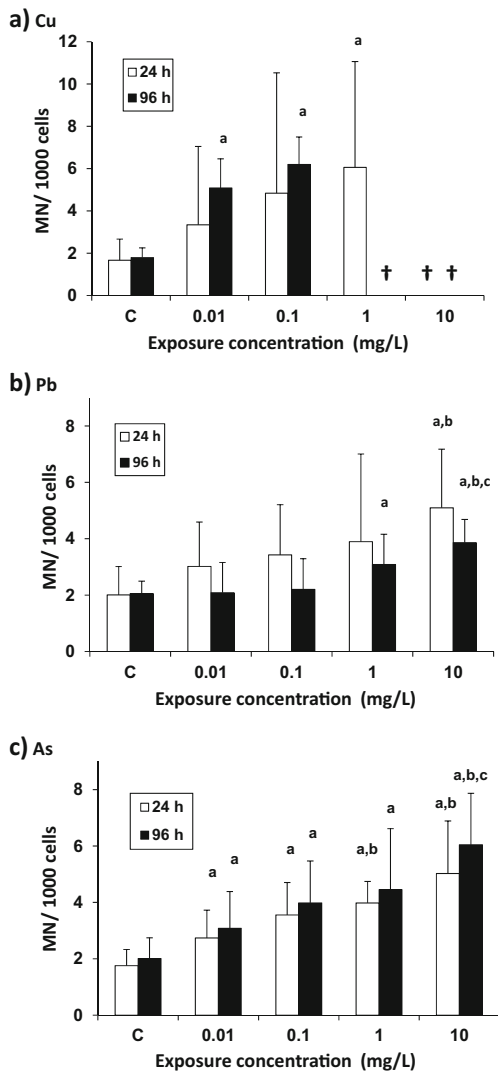 a) Cu
12
10
8
6
4
2
0
MN/ 1000 cells
24 h
96 h
a
a
a
†
† †
C 0.01 0.1 1 10
Exposure concentration (mg/L)
b) Pb
8
6
4
2
0
MN/ 1000 cells
24 h
96 h
a
a,b
a,b,c
C 0.01 0.1 1 10
Exposure concentration (mg/L)
c) As
8
6
4
2
0
MN/ 1000 cells
24 h
96 h
a a
a a
a,b a
a,b a,b,c
C 0.01 0.1 1 10
Exposure concentration (mg/L)